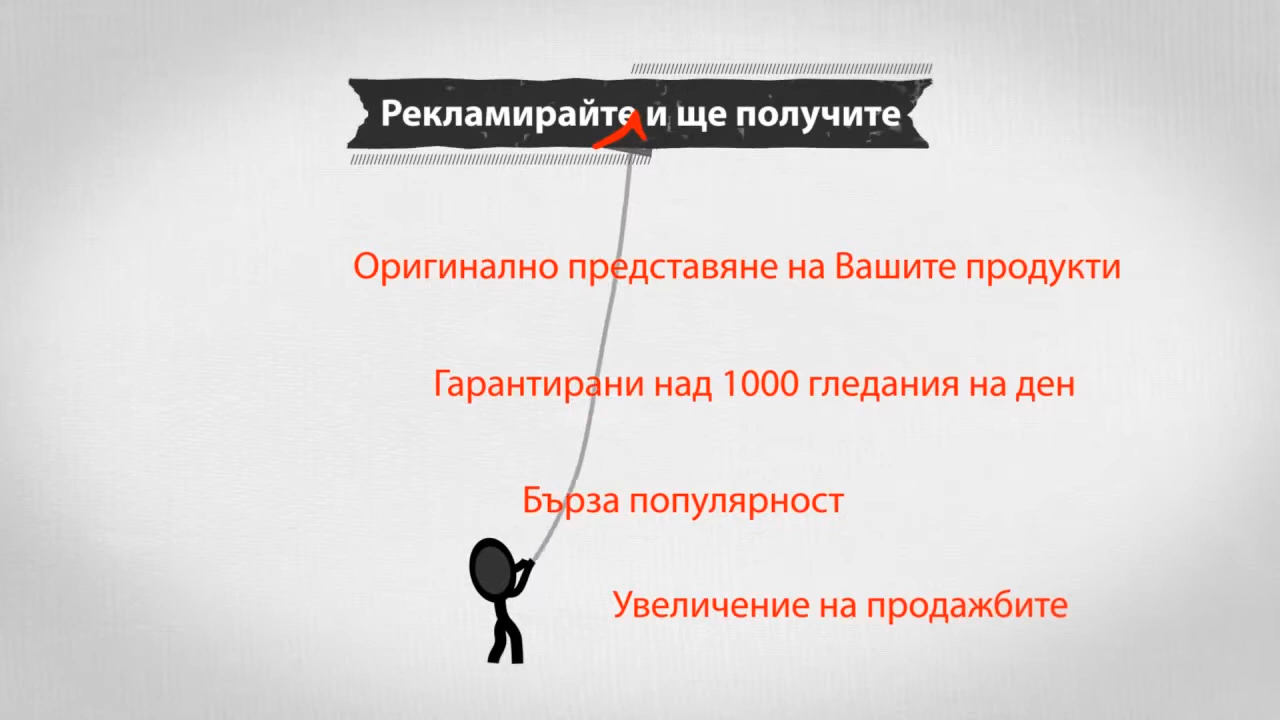 Рекламирайте и ще получите
Оригинално представяне на Вашите продукти
Гарантирани над 1000 гледания на ден
Бърза популярност
Увеличение на продажбите